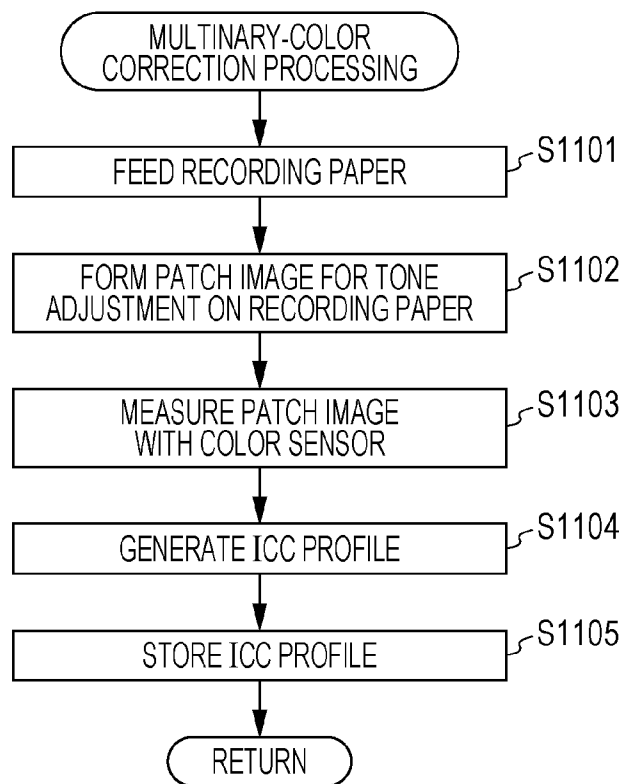 MULTINARY-COLOR
CORRECTION PROCESSING
FEED RECORDING PAPER
S1101
FORM PATCH IMAGE FOR TONE
ADJUSTMENT ON RECORDING PAPER
S1102
MEASURE PATCH IMAGE
WITH COLOR SENSOR
S1103
GENERATE ICC PROFILE
S1104
STORE ICC PROFILE
S1105
RETURN